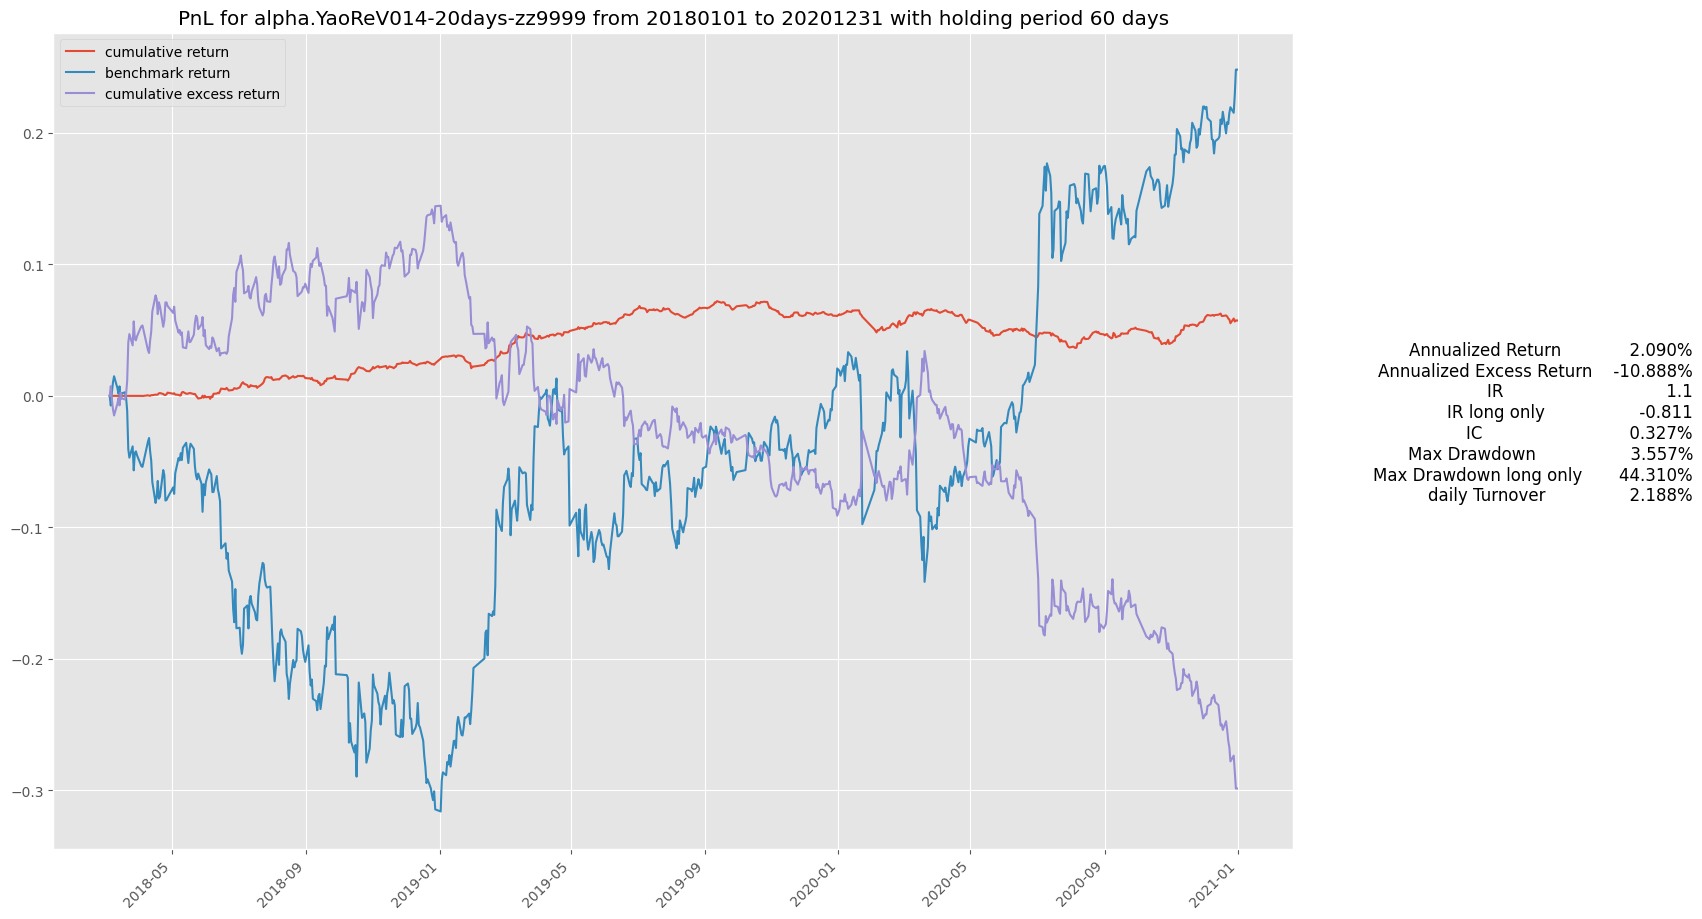 PnL for alpha.YaoReV014-20days-zz9999 from 20180101 to 20201231 with holding period 60 days
cumulative return
benchmark return
cumulative excess return
0.2
0.1
0.0
−0.1
−0.2
−0.3
2018-05
2018-09
2019-01
2019-05
2019-09
2020-01
2020-05
2020-09
2021-01
Annualized Return 2.090%
Annualized Excess Return -10.888%
IR 1.1
IR long only -0.811
IC 0.327%
Max Drawdown 3.557%
Max Drawdown long only 44.310%
daily Turnover 2.188%